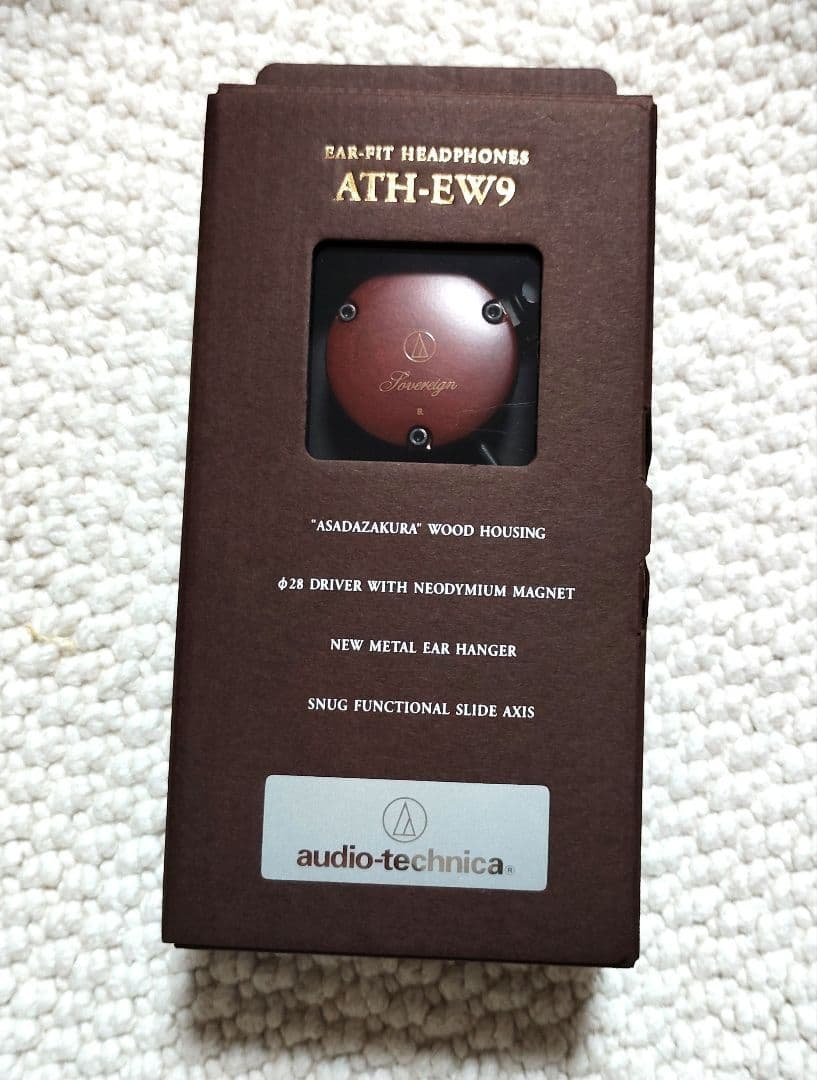 EAR-FIT HEADPHONES
ATH-EW9
Sovereign
R
"ASADAZAKURA" WOOD HOUSING
ϕ28 DRIVER WITH NEODYMIUM MAGNET
NEW METAL EAR HANGER
SNUG FUNCTIONAL SLIDE AXIS
audio-technica®